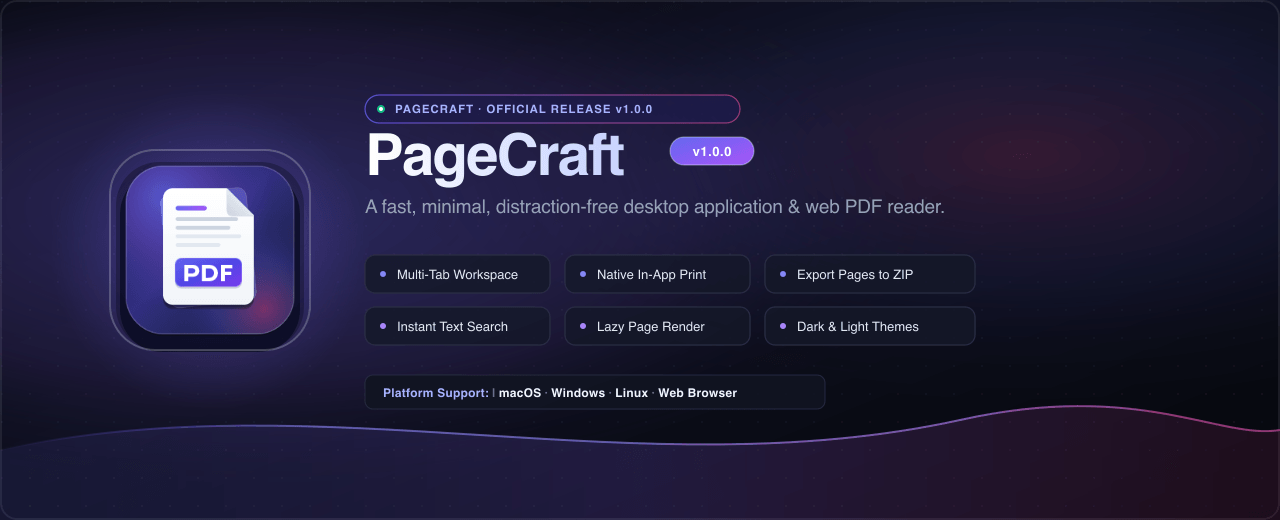 PAGECRAFT · OFFICIAL RELEASE v1.0.0
PageCraft
v1.0.0
A fast, minimal, distraction-free desktop application & web PDF reader.
PDF
Multi-Tab Workspace
Native In-App Print
Export Pages to ZIP
Instant Text Search
Lazy Page Render
Dark & Light Themes
Platform Support: | macOS · Windows · Linux · Web Browser